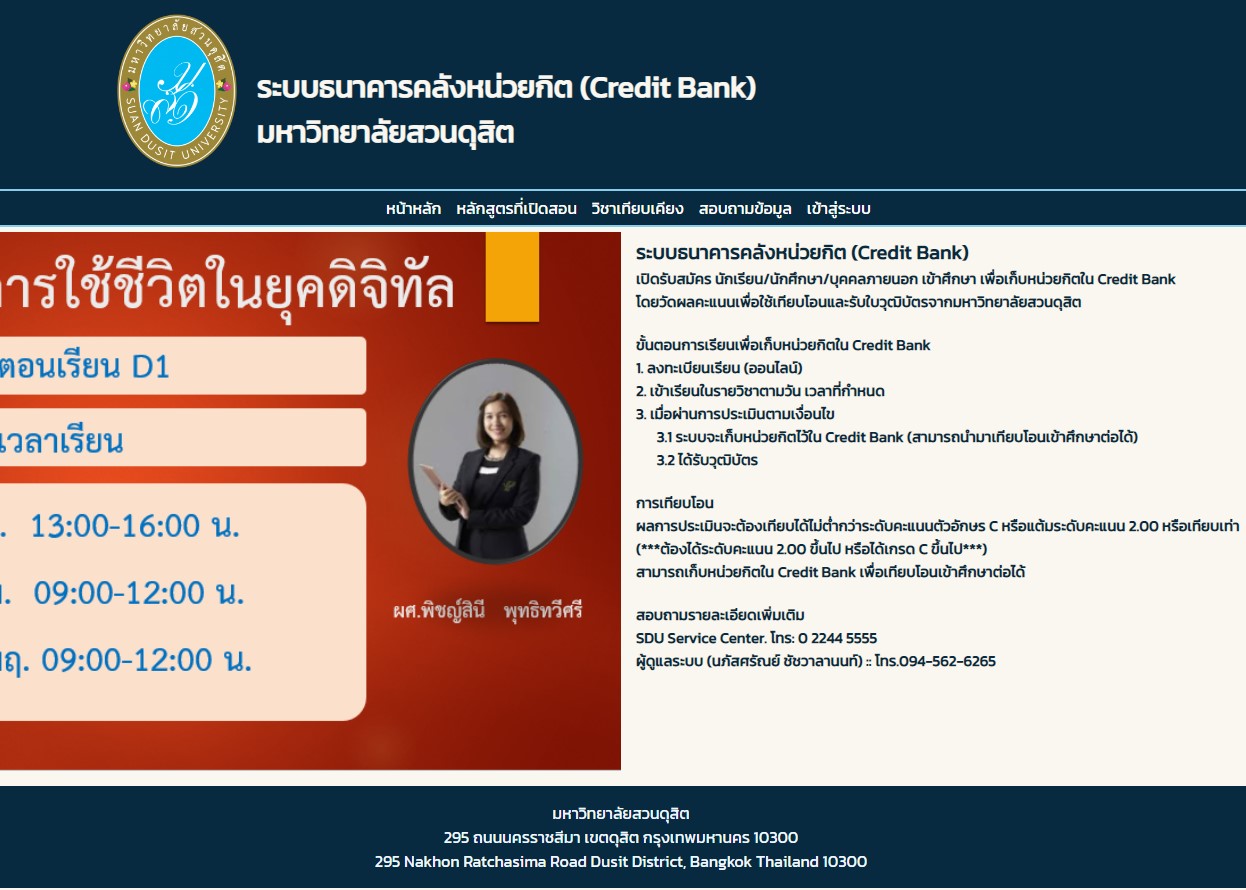 มหาวิทยาลัยสวนดุสิต
SUAN DUSIT UNIVERSITY
ระบบธนาคารคลังหน่วยกิต (Credit Bank)
มหาวิทยาลัยสวนดุสิต
หน้าหลัก หลักสูตรที่เปิดสอน วิชาเทียบเคียง สอบถามข้อมูล เข้าสู่ระบบ
การใช้ชีวิตในยุคดิจิทัล
ตอนเรียน D1
เวลาเรียน
13:00-16:00 น.
09:00-12:00 น.
09:00-12:00 น.
ผศ.พิชญ์สินี พุทธิทวีศรี
ระบบธนาคารคลังหน่วยกิต (Credit Bank)
เปิดรับสมัคร นักเรียน/นักศึกษา/บุคคลภายนอก เข้าศึกษา เพื่อเก็บหน่วยกิตใน Credit Bank
โดยวัดผลคะแนนเพื่อใช้เทียบโอนและรับใบวุฒิบัตรจากมหาวิทยาลัยสวนดุสิต
ขั้นตอนการเรียนเพื่อเก็บหน่วยกิตใน Credit Bank
1. ลงทะเบียนเรียน (ออนไลน์)
2. เข้าเรียนในรายวิชาตามวัน เวลาที่กำหนด
3. เมื่อผ่านการประเมินตามเงื่อนไข
3.1 ระบบจะเก็บหน่วยกิตไว้ใน Credit Bank (สามารถนำมาเทียบโอนเข้าศึกษาต่อได้)
3.2 ได้รับวุฒิบัตร
การเทียบโอน
ผลการประเมินจะต้องเทียบได้ไม่ต่ำกว่าระดับคะแนนตัวอักษร C หรือแต้มระดับคะแนน 2.00 หรือเทียบเท่า
(***ต้องได้ระดับคะแนน 2.00 ขึ้นไป หรือได้เกรด C ขึ้นไป***)
สามารถเก็บหน่วยกิตใน Credit Bank เพื่อเทียบโอนเข้าศึกษาต่อได้
สอบถามรายละเอียดเพิ่มเติม
SDU Service Center. โทร: 0 2244 5555
ผู้ดูแลระบบ (นภัสศรัณย์ ชัชวาลานนท์) :: โทร.094-562-6265
มหาวิทยาลัยสวนดุสิต
295 ถนนนครราชสีมา เขตดุสิต กรุงเทพมหานคร 10300
295 Nakhon Ratchasima Road Dusit District, Bangkok Thailand 10300